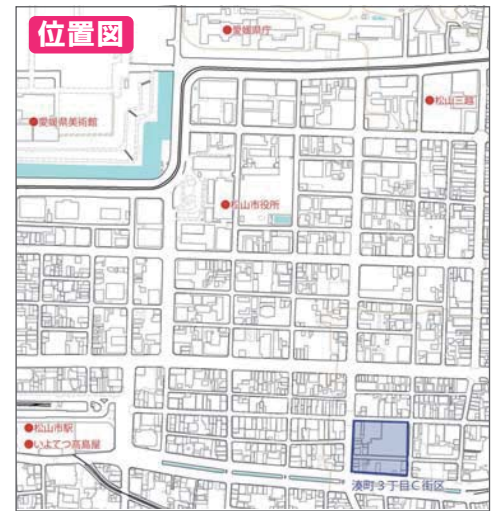 位置図
●愛媛県庁
●松山三越
●愛媛県美術館
●松山市役所
●松山市駅
●いよてつ高島屋
湊町3丁目C街区